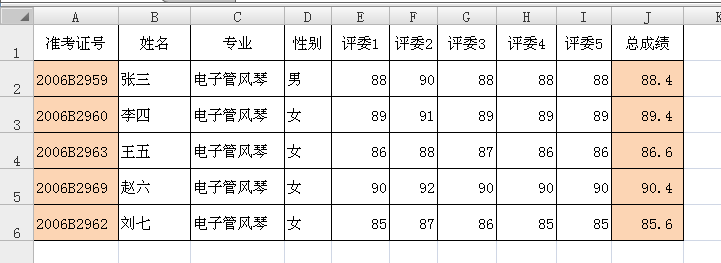 A B C D E F G H I J K
1 准考证号 姓名 专业 性别 评委1 评委2 评委3 评委4 评委5 总成绩
2 2006B2959 张三 电子管风琴 男 88 90 88 88 88 88.4
3 2006B2960 李四 电子管风琴 女 89 91 89 89 89 89.4
4 2006B2963 王五 电子管风琴 女 86 88 87 86 86 86.6
5 2006B2969 赵六 电子管风琴 女 90 92 90 90 90 90.4
6 2006B2962 刘七 电子管风琴 女 85 87 86 85 85 85.6